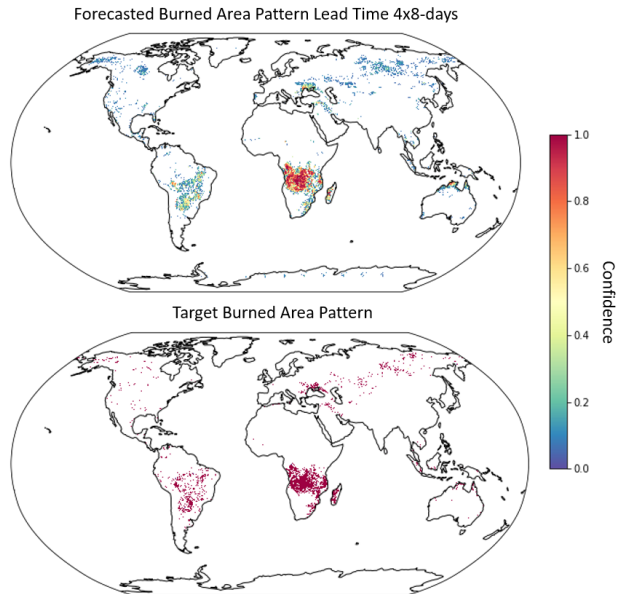 Forecasted Burned Area Pattern Lead Time 4x8-days
1.0
0.8
0.6
0.4
0.2
0.0
Confidence
Target Burned Area Pattern